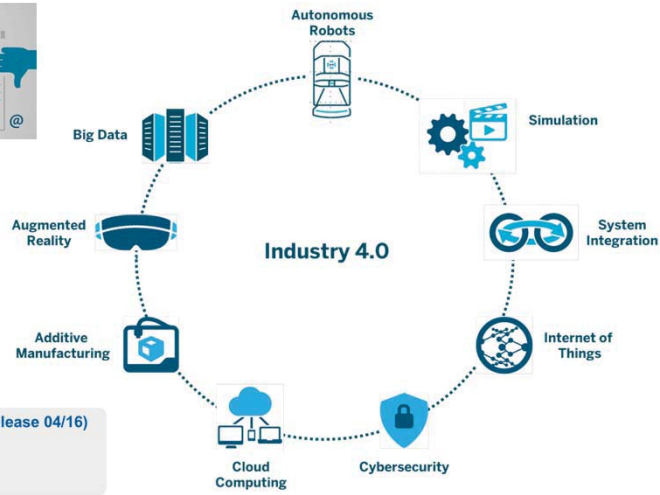 Autonomous
Robots
Big Data
Simulation
@
Augmented
Reality
Industry 4.0
System
Integration
Additive
Manufacturing
Internet of
Things
lease 04/16)
Cloud
Computing
Cybersecurity